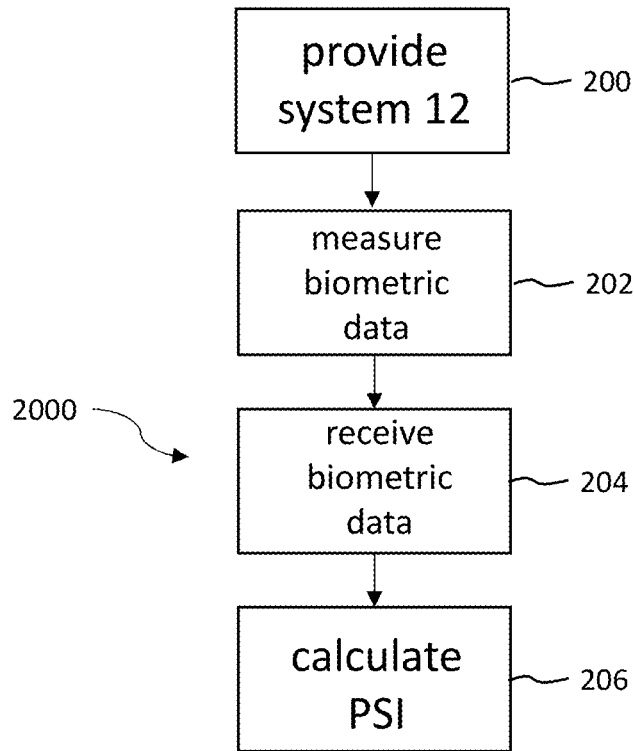 provide
system 12
200
measure
biometric
data
202
2000
receive
biometric
data
204
calculate
PSI
206